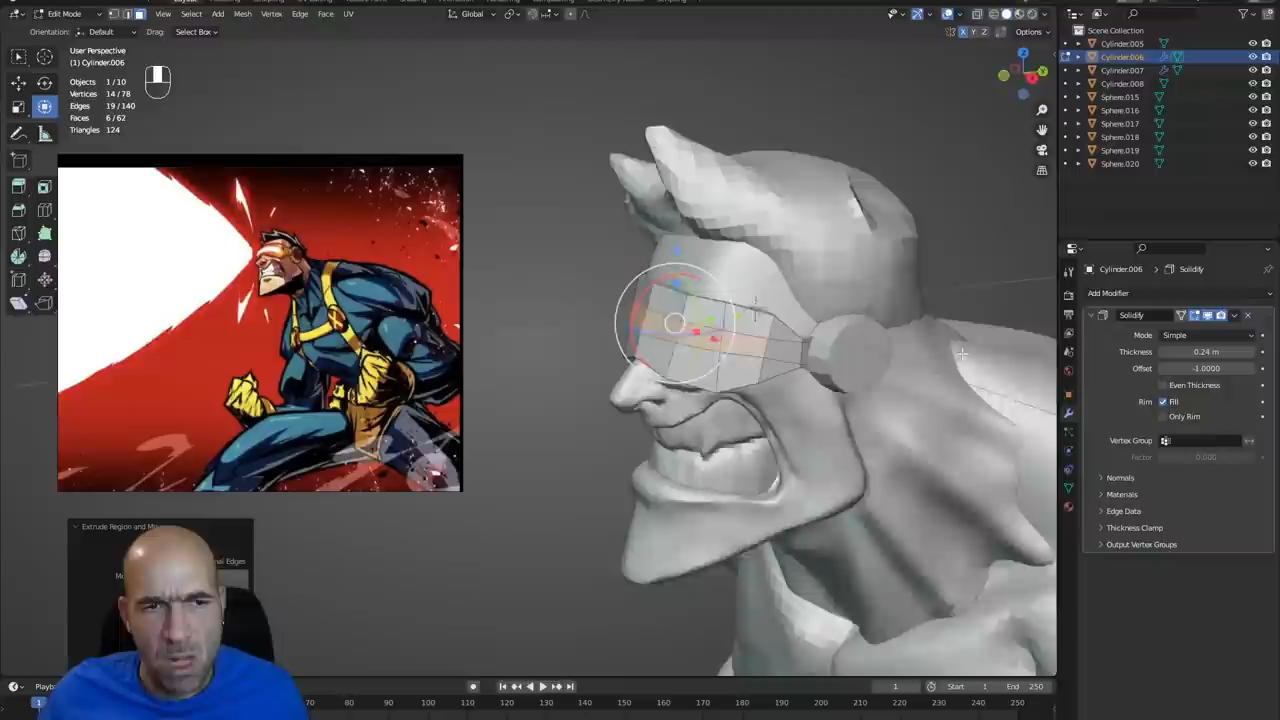 Edit Mode
View Select Add Mesh Vertex Edge Face UV
Global
Options
Orientation: Default Drag: Select Box
X Y Z
User Perspective
(1) Cylinder.006
Objects 1/10
Vertices 14/78
Edges 19/140
Faces 6/62
Triangles 124
Z
Y
Scene Collection
Cylinder.005
Cylinder.006
Cylinder.007
Cylinder.008
Sphere.015
Sphere.016
Sphere.017
Sphere.018
Sphere.019
Sphere.020
Cylinder.006 > Solidify
Add Modifier
Solidify
Mode Simple
Thickness 0.24 m
Offset -1.0000
Even Thickness
Rim Fill
Only Rim
Vertex Group
Factor 0.000
Normals
Materials
Edge Data
Thickness Clamp
Output Vertex Groups
Extrude Region and
nal Edges
1 Start 1 End 250
70 80 90 100 110 120 130 140 150 160 170 180 190 200 210 220 230 240 250